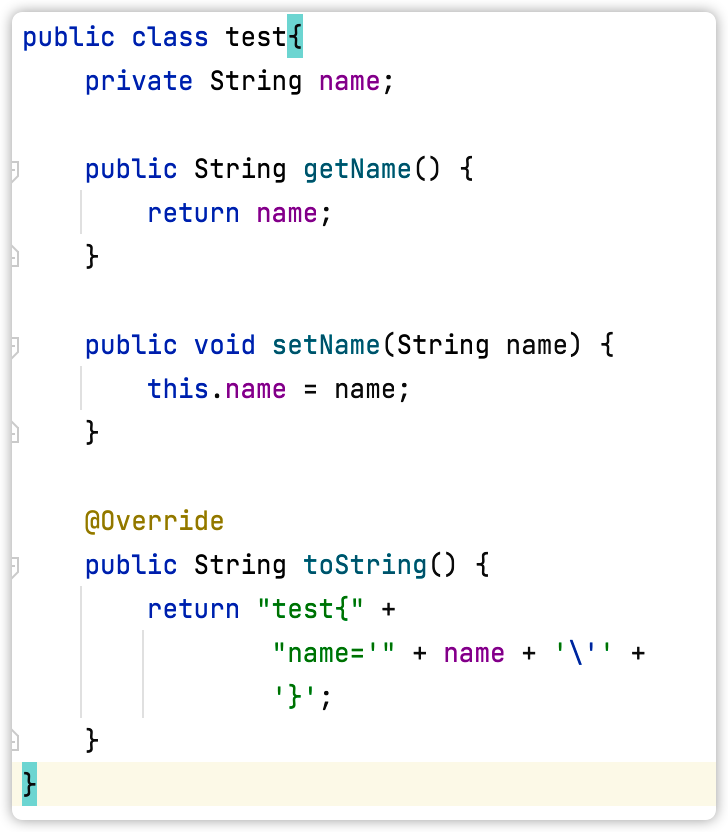 public class test{
    private String name;

    public String getName() {
        return name;
    }

    public void setName(String name) {
        this.name = name;
    }

    @Override
    public String toString() {
        return "test{" +
                "name='" + name + '\'' +
                '}';
    }
}